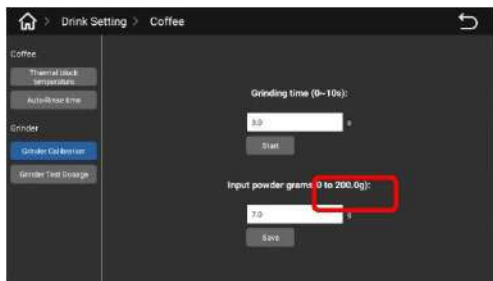 > Drink Setting > Coffee
Coffee
Thermal block
temperature
Auto-Rinse time
Grinder
Grinder Calibration
Grinder Test Dosage
Grinding time (0~10s):
3.0 s
Start
Input powder grams(0 to 200.0g):
7.0 g
Save